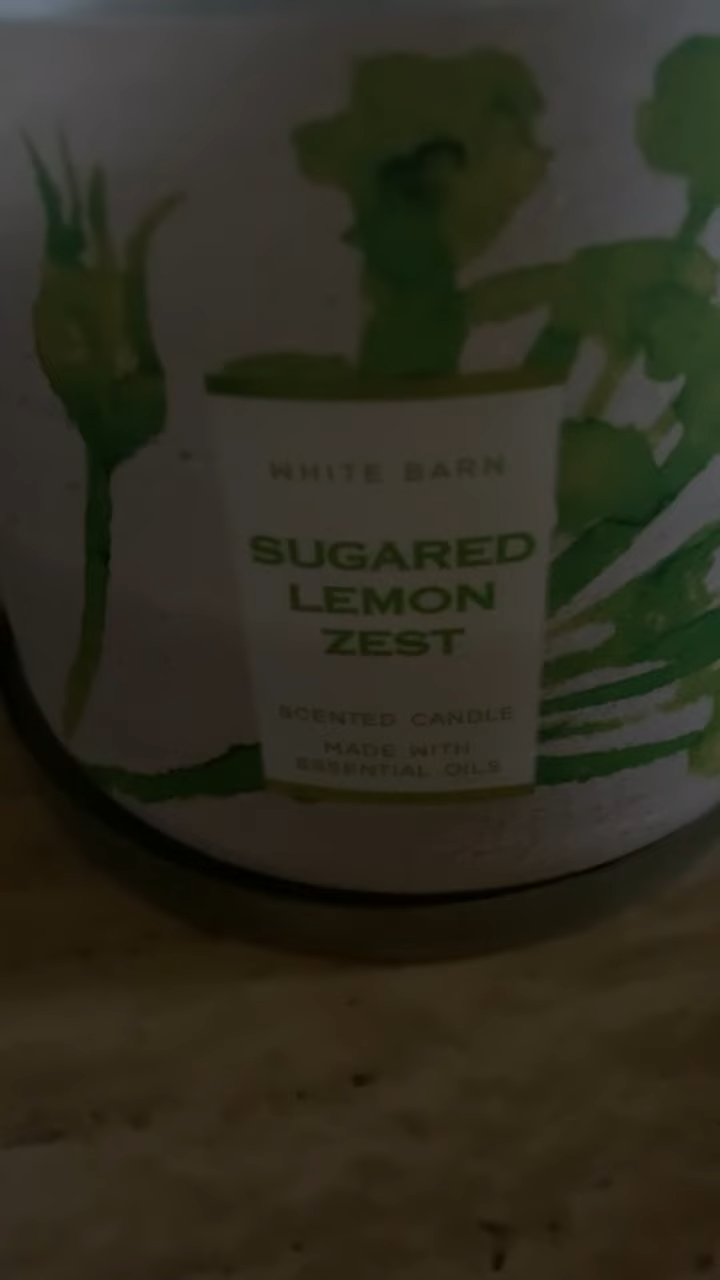 WHITE BARN
SUGARED
LEMON
ZEST
SCENTED CANDLE
MADE WITH
ESSENTIAL OILS